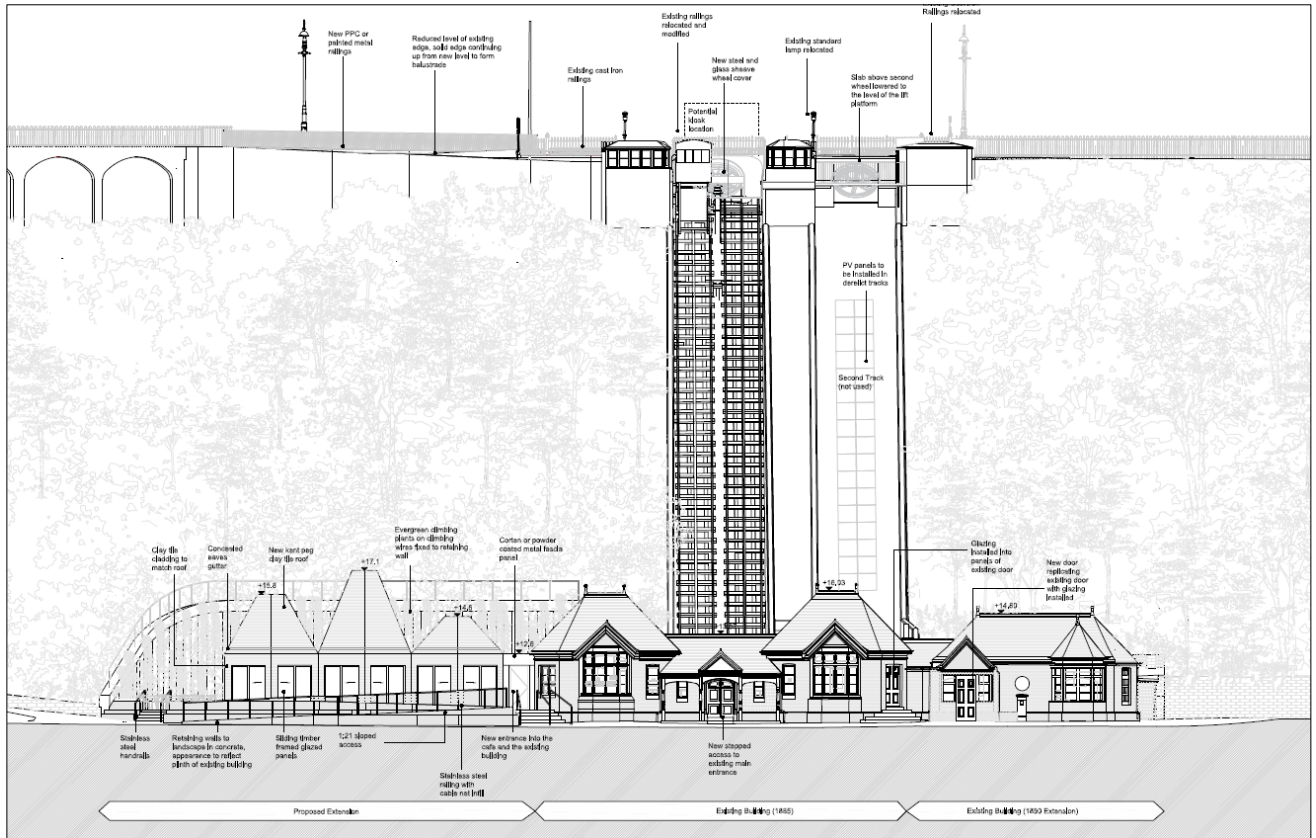 Railings relocated
Existing railings
relocated and
modified
New PPC or
painted metal
railings
Reduced level of existing
edge, solid edge continuing
up from new level to form
balustrade
Existing standard
lamp relocated
New steel and
glass sheave
wheel cover
Existing cast iron
railings
Slab above second
wheel lowered to
the level of the lift
platform
Potential
kiosk
location
PV panels to
be installed in
derelict tracks
Second Track
(not used)
Evergreen climbing
plants on climbing
wires fixed to retaining
wall
Corten or powder
coated metal fascia
panel
Clay tile
cladding to
match roof
Concealed
eaves
gutter
New kent peg
clay tile roof
Glazing
installed into
panels of
existing door
New door
replicating
existing door
with glazing
installed
+17.1
+15.8
+14.8
+12.8
+16,03
+14,80
Stainless
steel
handrails
Retaining walls to
landscape in concrete,
appearance to reflect
plinth of existing building
Sliding timber
framed glazed
panels
1:21 sloped
access
Stainless steel
railing with
cable net infill
New entrance into the
cafe and the existing
building
New stepped
access to
existing main
entrance
Proposed Extension
Existing Building (1885)
Existing Building (1890 Extension)